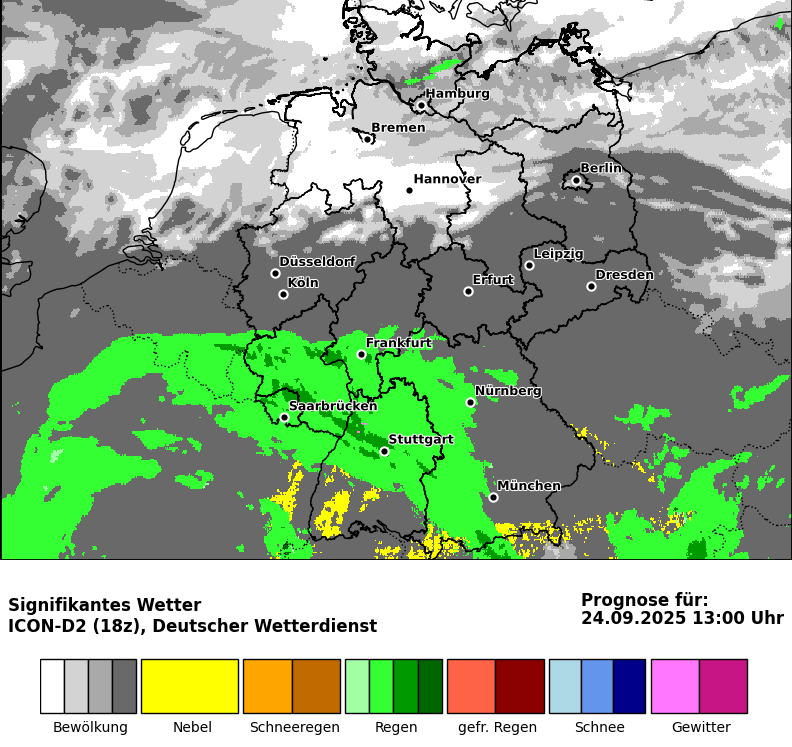 Hamburg
Bremen
Berlin
Hannover
Leipzig
Düsseldorf
Dresden
Erfurt
Köln
Frankfurt
Nürnberg
Saarbrücken
Stuttgart
München
Signifikantes Wetter
ICON-D2 (18z), Deutscher Wetterdienst
Prognose für:
24.09.2025 13:00 Uhr
Bewölkung
Nebel
Schneeregen
Regen
gefr. Regen
Schnee
Gewitter